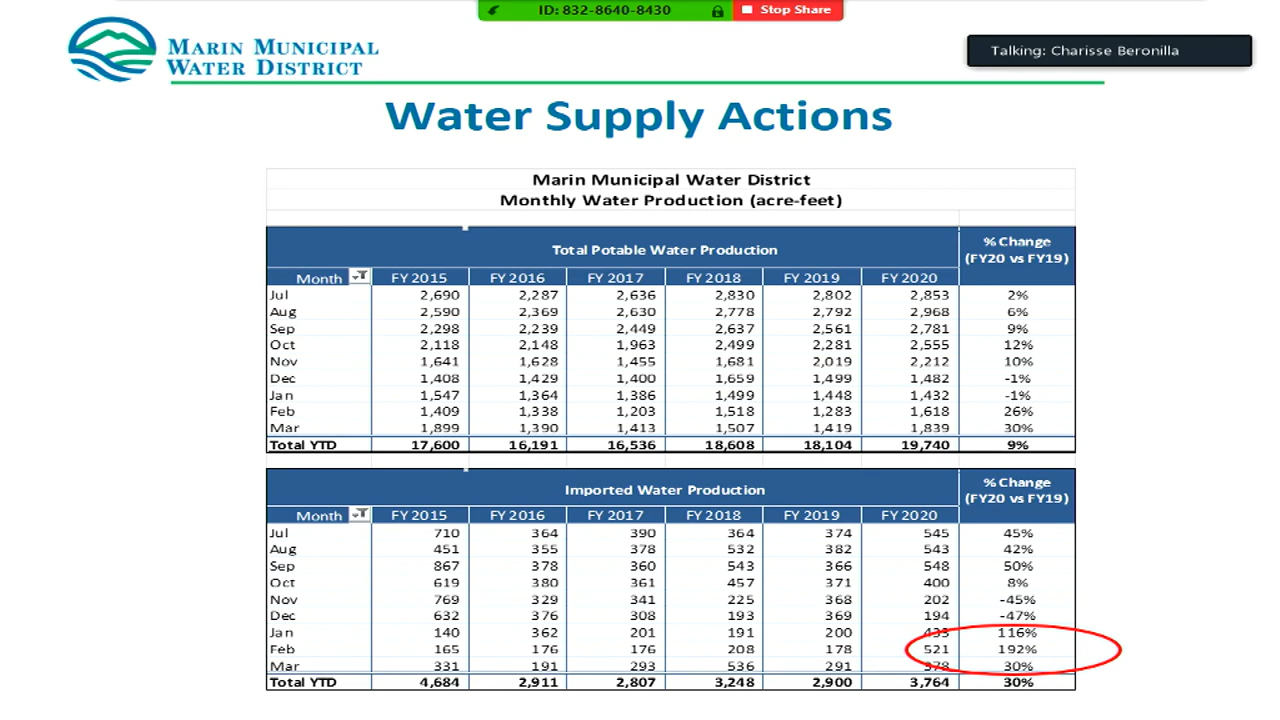 ID: 832-8640-8430 Stop Share
MARIN MUNICIPAL
WATER DISTRICT
Talking: Charisse Beronilla
Water Supply Actions
Marin Municipal Water District
Monthly Water Production (acre-feet)
Total Potable Water Production % Change (FY20 vs FY19)
Month FY 2015 FY 2016 FY 2017 FY 2018 FY 2019 FY 2020
Jul 2,690 2,287 2,636 2,830 2,802 2,853 2%
Aug 2,590 2,369 2,630 2,778 2,792 2,968 6%
Sep 2,298 2,239 2,449 2,637 2,561 2,781 9%
Oct 2,118 2,148 1,963 2,499 2,281 2,555 12%
Nov 1,641 1,628 1,455 1,681 2,019 2,212 10%
Dec 1,408 1,429 1,400 1,659 1,499 1,482 -1%
Jan 1,547 1,364 1,386 1,499 1,448 1,432 -1%
Feb 1,409 1,338 1,203 1,518 1,283 1,618 26%
Mar 1,899 1,390 1,413 1,507 1,419 1,839 30%
Total YTD 17,600 16,191 16,536 18,608 18,104 19,740 9%
Imported Water Production % Change (FY20 vs FY19)
Month FY 2015 FY 2016 FY 2017 FY 2018 FY 2019 FY 2020
Jul 710 364 390 364 374 545 45%
Aug 451 355 378 532 382 543 42%
Sep 867 378 360 543 366 548 50%
Oct 619 380 361 457 371 400 8%
Nov 769 329 341 225 368 202 -45%
Dec 632 376 308 193 369 194 -47%
Jan 140 362 201 191 200 433 116%
Feb 165 176 176 208 178 521 192%
Mar 331 191 293 536 291 378 30%
Total YTD 4,684 2,911 2,807 3,248 2,900 3,764 30%